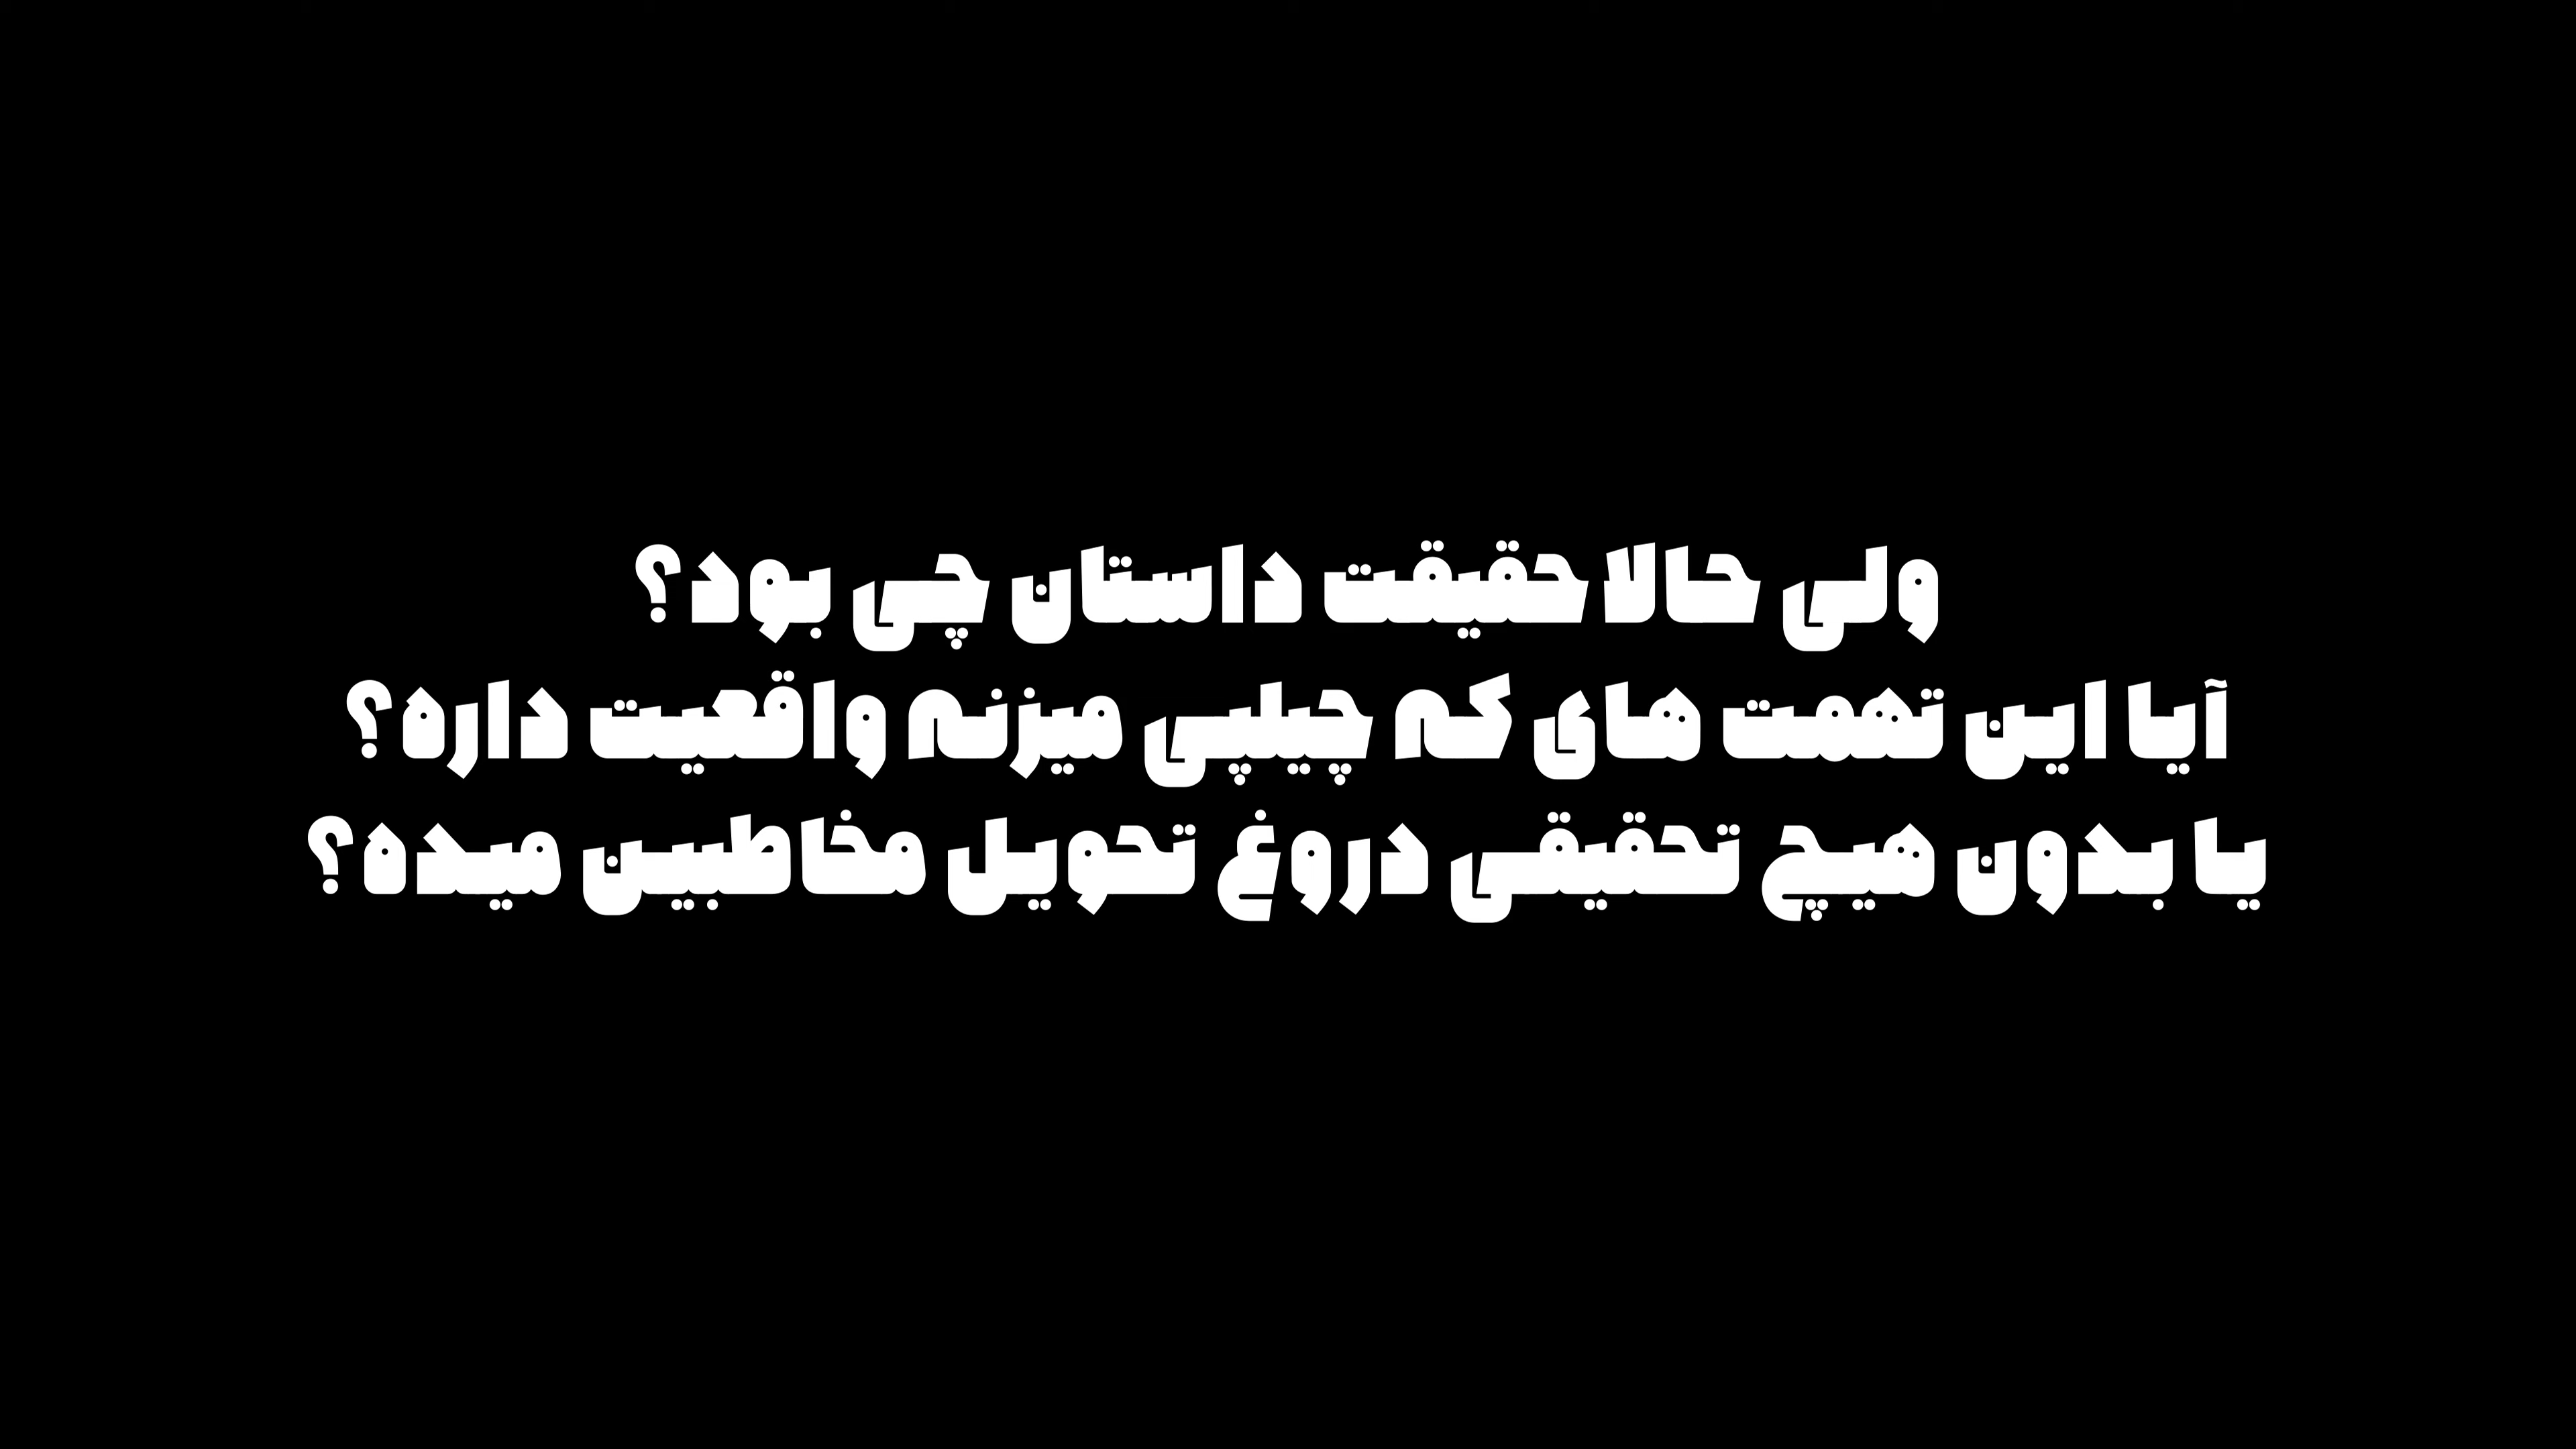 ولی حالا حقیقت داستان چی بود؟
آیا این تهمت های که چیلپی میزنه واقعیت داره؟
یا بدون هیچ تحقیقی دروغ تحویل مخاطبین میده؟